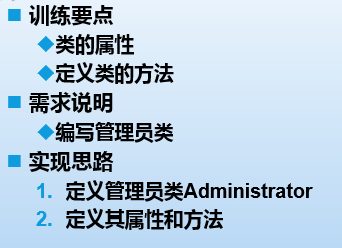 训练要点
类的属性
定义类的方法
需求说明
编写管理员类
实现思路
1. 定义管理员类Administrator
2. 定义其属性和方法